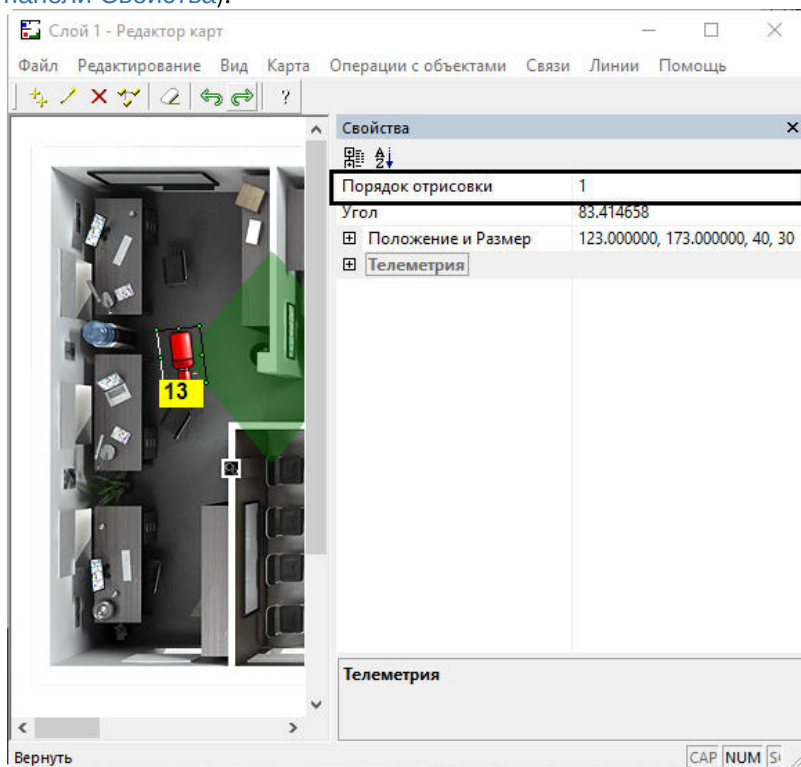 панели Свойства).
Слой 1 - Редактор карт
Файл Редактирование Вид Карта Операции с объектами Связи Линии Помощь
?
Свойства
Порядок отрисовки 1
Угол 83.414658
Положение и Размер 123.000000, 173.000000, 40, 30
Телеметрия
13
Телеметрия
Вернуть CAP NUM